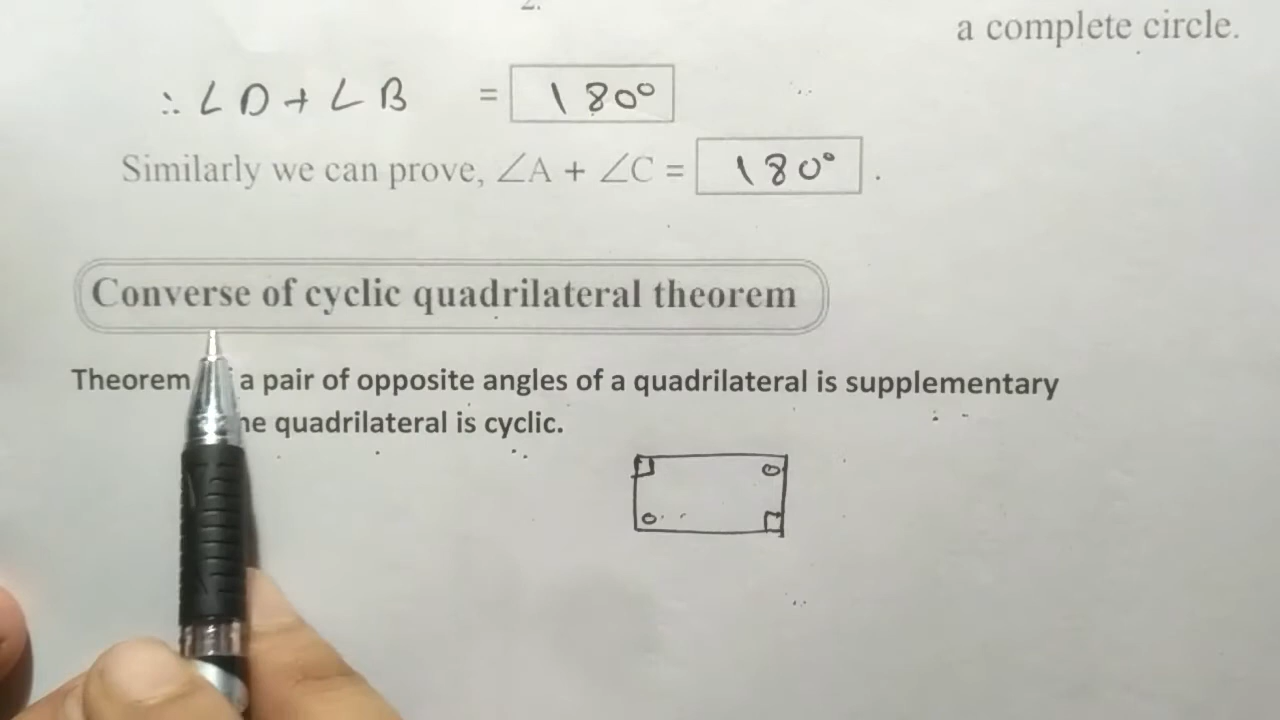 a complete circle.
∴ ∠D + ∠B = 180°
Similarly we can prove, ∠A + ∠C = 180° .
Converse of cyclic quadrilateral theorem
Theorem a pair of opposite angles of a quadrilateral is supplementary
he quadrilateral is cyclic.